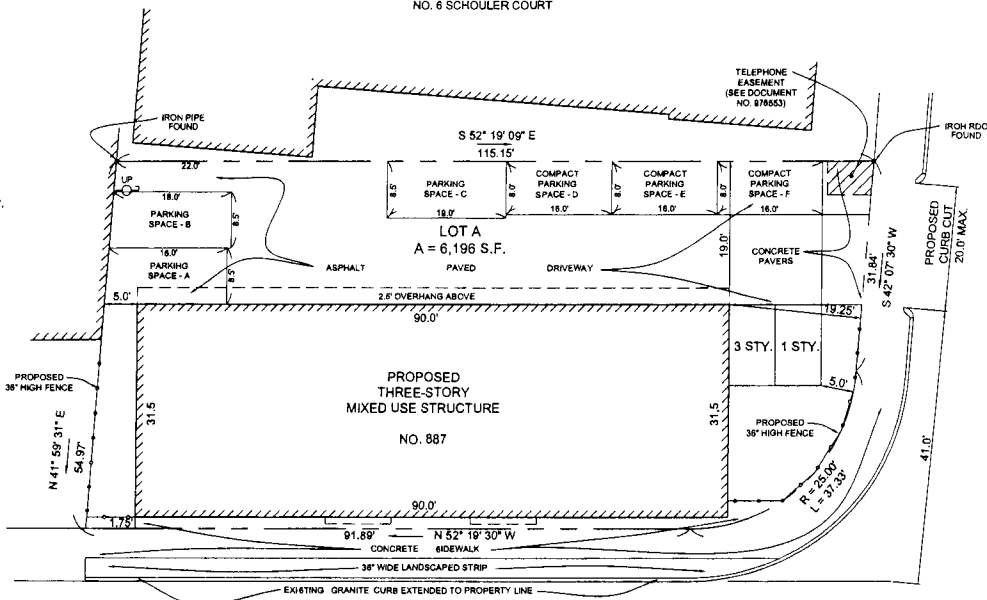 NO. 6 SCHOULER COURT
TELEPHONE
EASEMENT
(SEE DOCUMENT
NO. 976553)
IRON PIPE
FOUND
IROH RDC
FOUND
S 52° 19' 09" E
115.15'
22.0'
UP
18.0'
PARKING
SPACE - B
8.5'
16.0'
PARKIHG
SPACE - A
8.5'
8.5'
PARKING
SPACE - C
19.0'
8.0'
COMPACT
PARKING
SPACE - D
16.0'
8.0'
COMPACT
PARKING
SPACE - E
16.0'
8.0'
COMPACT
PARKING
SPACE - F
16.0'
LOT A
A = 6,196 S.F.
ASPHALT PAVED DRIVEWAY
19.0'
CONCRETE
PAVERS
31.84'
S 42° 07' 30" W
PROPOSED
CURB CUT
20.0' MAX.
5.0'
2.5' OVERHANG ABOVE
90.0'
19.25'
3 STY.
1 STY.
5.0'
PROPOSED
36" HIGH FENCE
PROPOSED
THREE-STORY
MIXED USE STRUCTURE
NO. 887
31.5
31.5
PROPOSED
36" HIGH FENCE
N 41° 59' 31" E
54.97'
R = 25.00'
L = 37.33'
41.0'
90.0'
1.75'
91.89' N 52° 19' 30" W
CONCRETE SIDEWALK
36" WIDE LANDSCAPED STRIP
EXISTING GRANITE CURB EXTENDED TO PROPERTY LINE